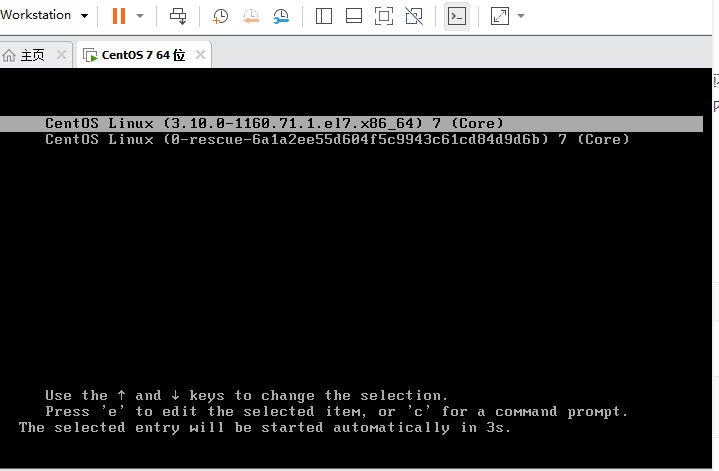 Workstation
主页
CentOS 7 64 位
CentOS Linux (3.10.0-1160.71.1.el7.x86_64) 7 (Core)
CentOS Linux (0-rescue-6a1a2ee55d604f5c9943c61cd84d9d6b) 7 (Core)
Use the ↑ and ↓ keys to change the selection.
Press 'e' to edit the selected item, or 'c' for a command prompt.
The selected entry will be started automatically in 3s.